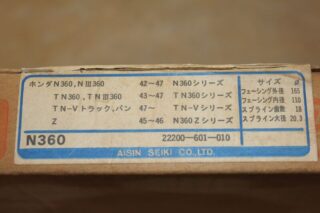 ホンダN360,NⅢ360 42~47 N360シリーズ
TN360,TNⅢ360 43~47 TN360シリーズ
TN-Vトラック,バン 47~ TN-Vシリーズ
Z 45~46 N360Zシリーズ
サイズ ø
フェーシング外径 165
フェーシング内径 110
スプライン歯数 18
スプライン大径 20.3
N360 22200-601-010
AISIN SEIKI CO.,LTD.